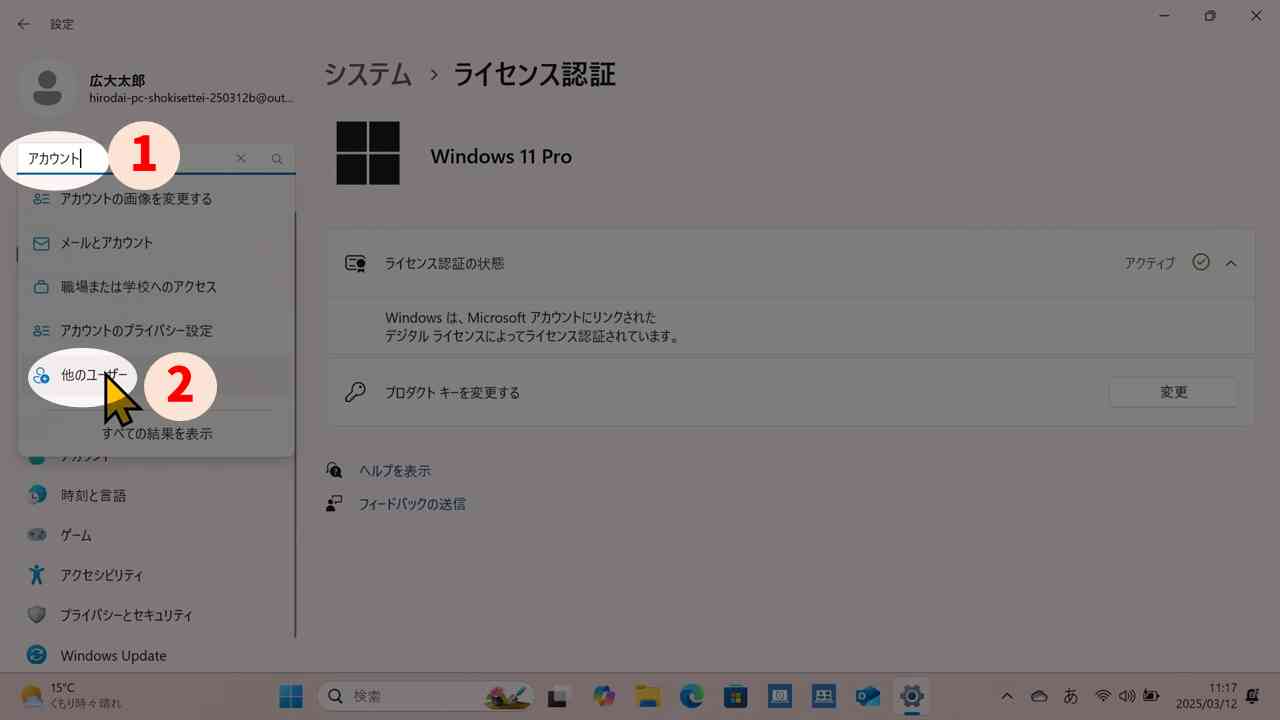 設定
広大太郎
hirodai-pc-shokisettei-250312b@out...
アカウント
1
アカウントの画像を変更する
メールとアカウント
職場または学校へのアクセス
アカウントのプライバシー設定
他のユーザー
2
すべての結果を表示
アカウント
時刻と言語
ゲーム
アクセシビリティ
プライバシーとセキュリティ
Windows Update
システム › ライセンス認証
Windows 11 Pro
ライセンス認証の状態
アクティブ
Windows は、Microsoft アカウントにリンクされた
デジタル ライセンスによってライセンス認証されています。
プロダクト キーを変更する
変更
ヘルプを表示
フィードバックの送信
15°C
くもり時々晴れ
検索
あ
11:17
2025/03/12